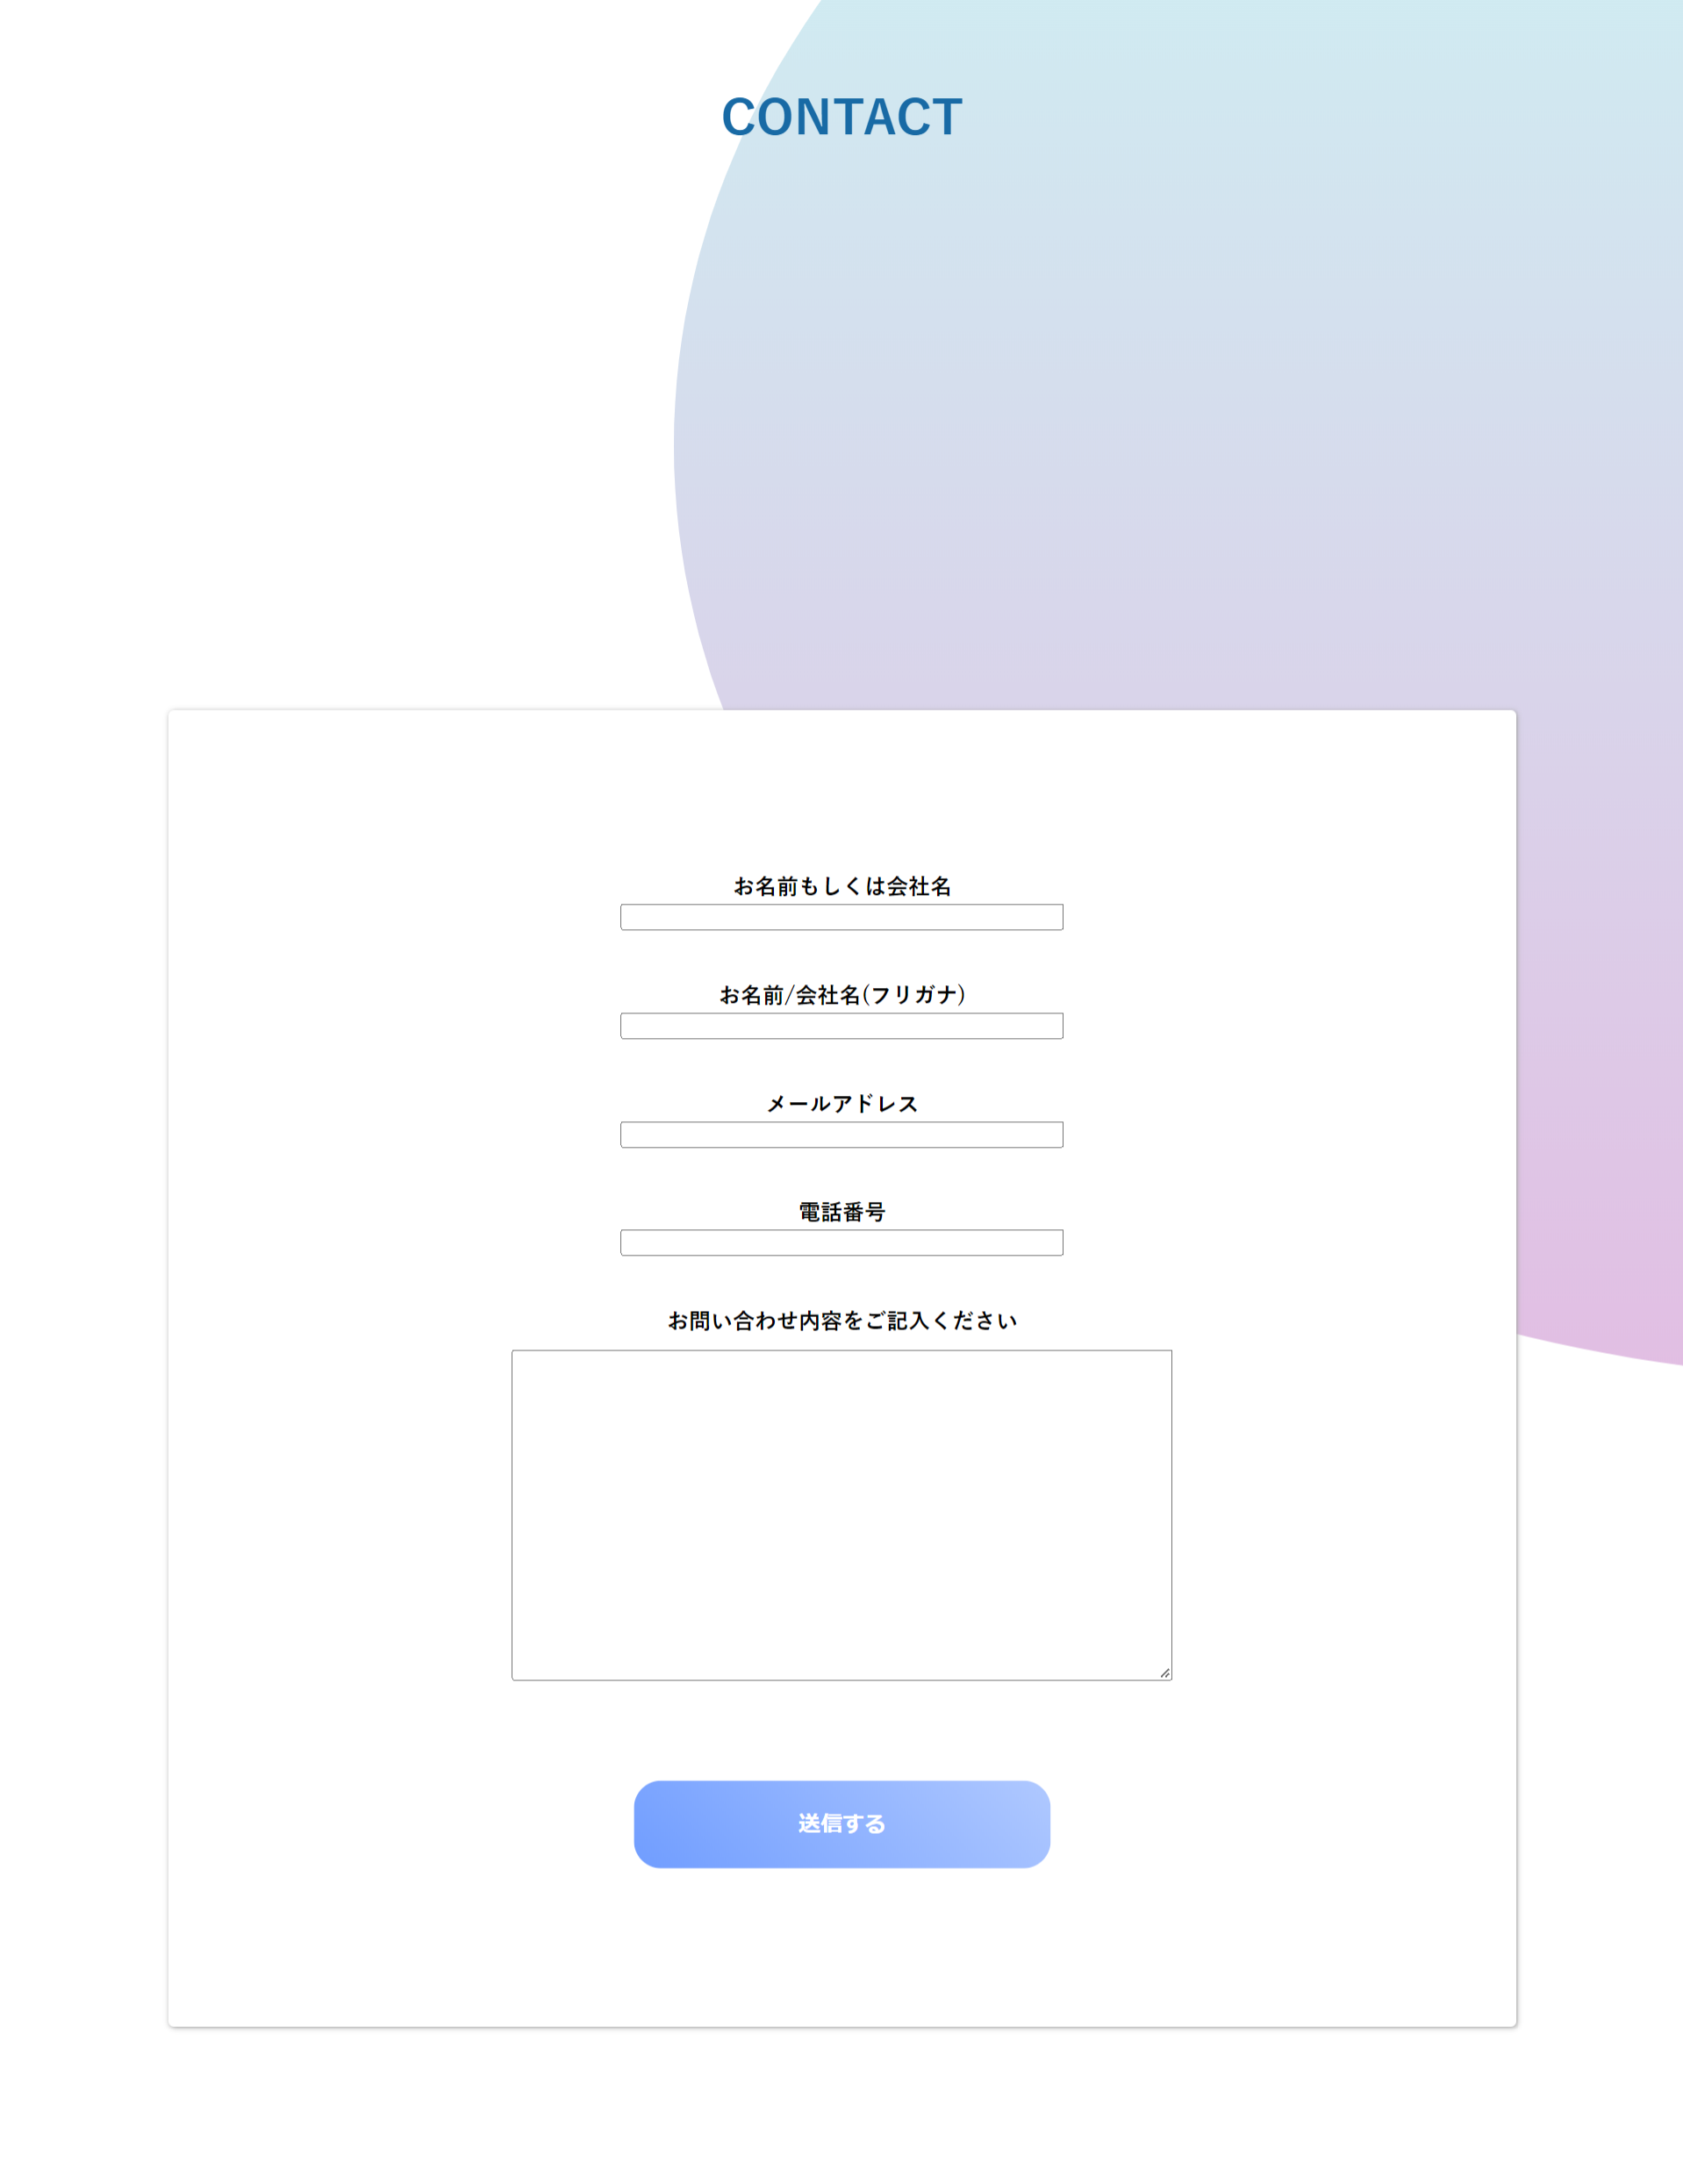 CONTACT
お名前もしくは会社名
お名前/会社名(フリガナ)
メールアドレス
電話番号
お問い合わせ内容をご記入ください
送信する